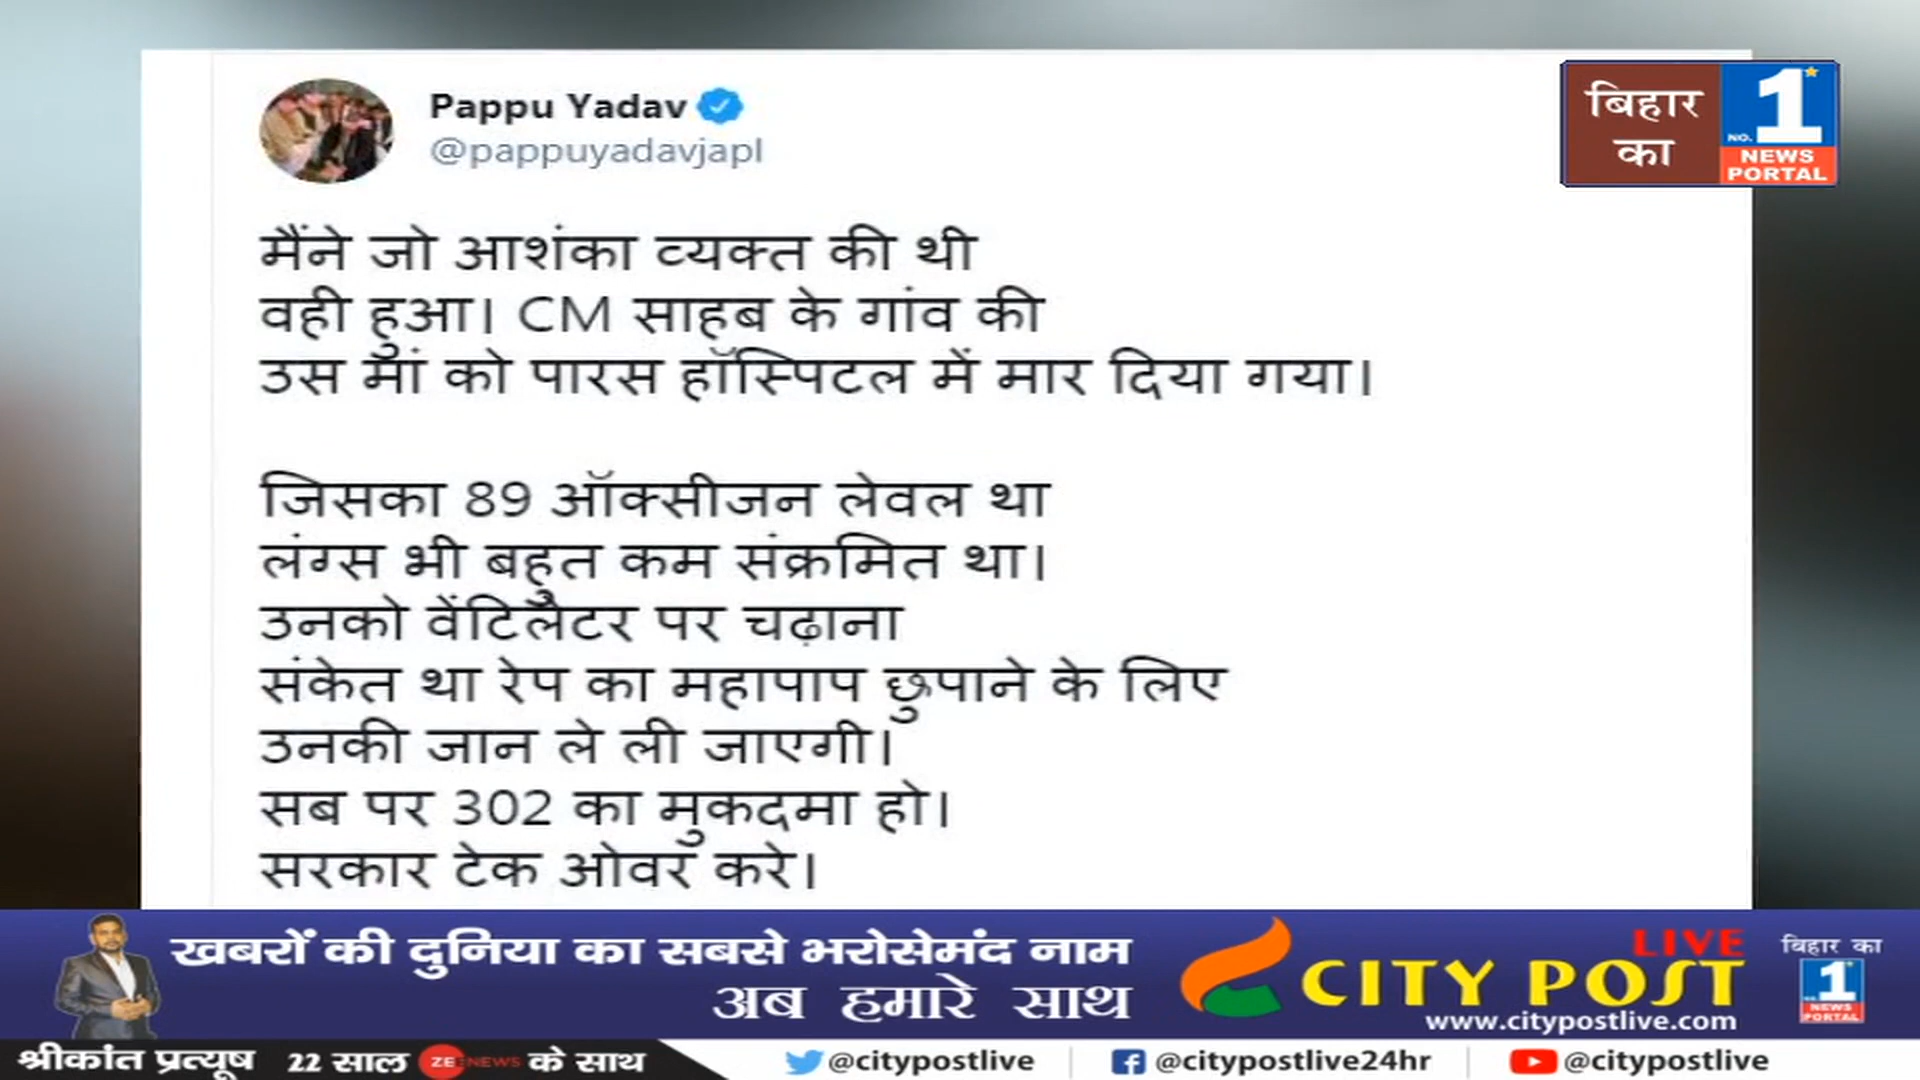 Pappu Yadav
@pappuyadavjapl
बिहार का
NO. 1
NEWS PORTAL
मैंने जो आशंका व्यक्त की थी
वही हुआ। CM साहब के गांव की
उस मां को पारस हॉस्पिटल में मार दिया गया।
जिसका 89 ऑक्सीजन लेवल था
लंग्स भी बहुत कम संक्रमित था।
उनको वेंटिलेटर पर चढ़ाना
संकेत था रेप का महापाप छुपाने के लिए
उनकी जान ले ली जाएगी।
सब पर 302 का मुकदमा हो।
सरकार टेक ओवर करे।
खबरों की दुनिया का सबसे भरोसेमंद नाम
अब हमारे साथ
LIVE
CITY POST
www.citypostlive.com
बिहार का
NO. 1
NEWS PORTAL
श्रीकांत प्रत्यूष 22 साल ZEE NEWS के साथ
@citypostlive
@citypostlive24hr
@citypostlive